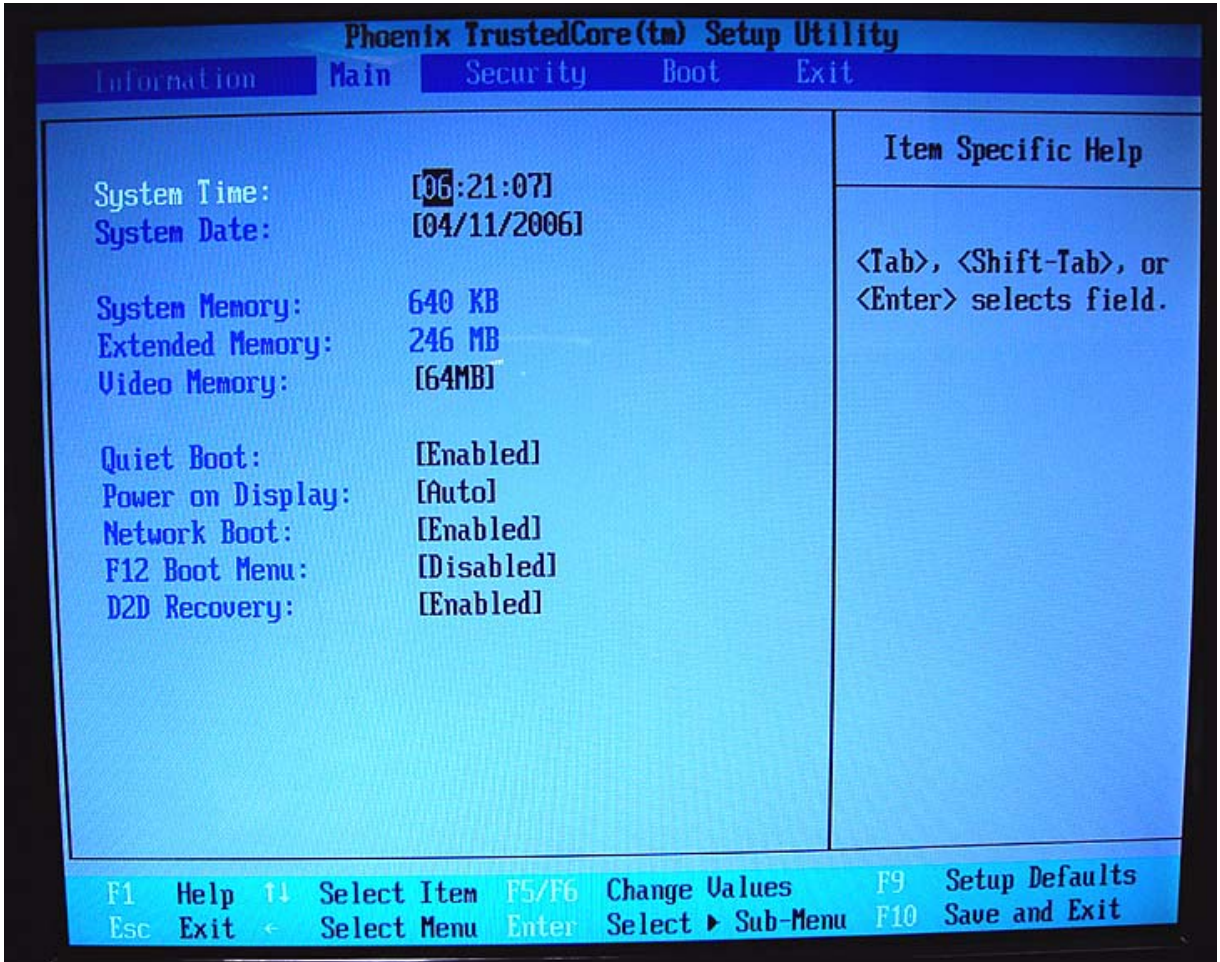 Phoenix TrustedCore(tm) Setup Utility
Information Main Security Boot Exit
Item Specific Help
System Time: [06:21:07]
System Date: [04/11/2006]
<Tab>, <Shift-Tab>, or
<Enter> selects field.
System Memory: 640 KB
Extended Memory: 246 MB
Video Memory: [64MB]
Quiet Boot: [Enabled]
Power on Display: [Auto]
Network Boot: [Enabled]
F12 Boot Menu: [Disabled]
D2D Recovery: [Enabled]
F1 Help ↑↓ Select Item F5/F6 Change Values F9 Setup Defaults
Esc Exit ← Select Menu Enter Select ▶ Sub-Menu F10 Save and Exit